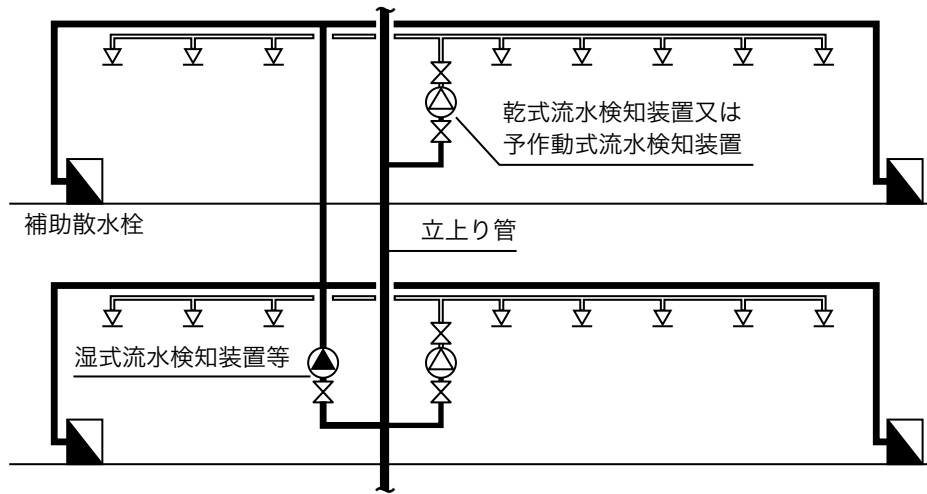 乾式流水検知装置又は
予作動式流水検知装置
補助散水栓
立上り管
湿式流水検知装置等